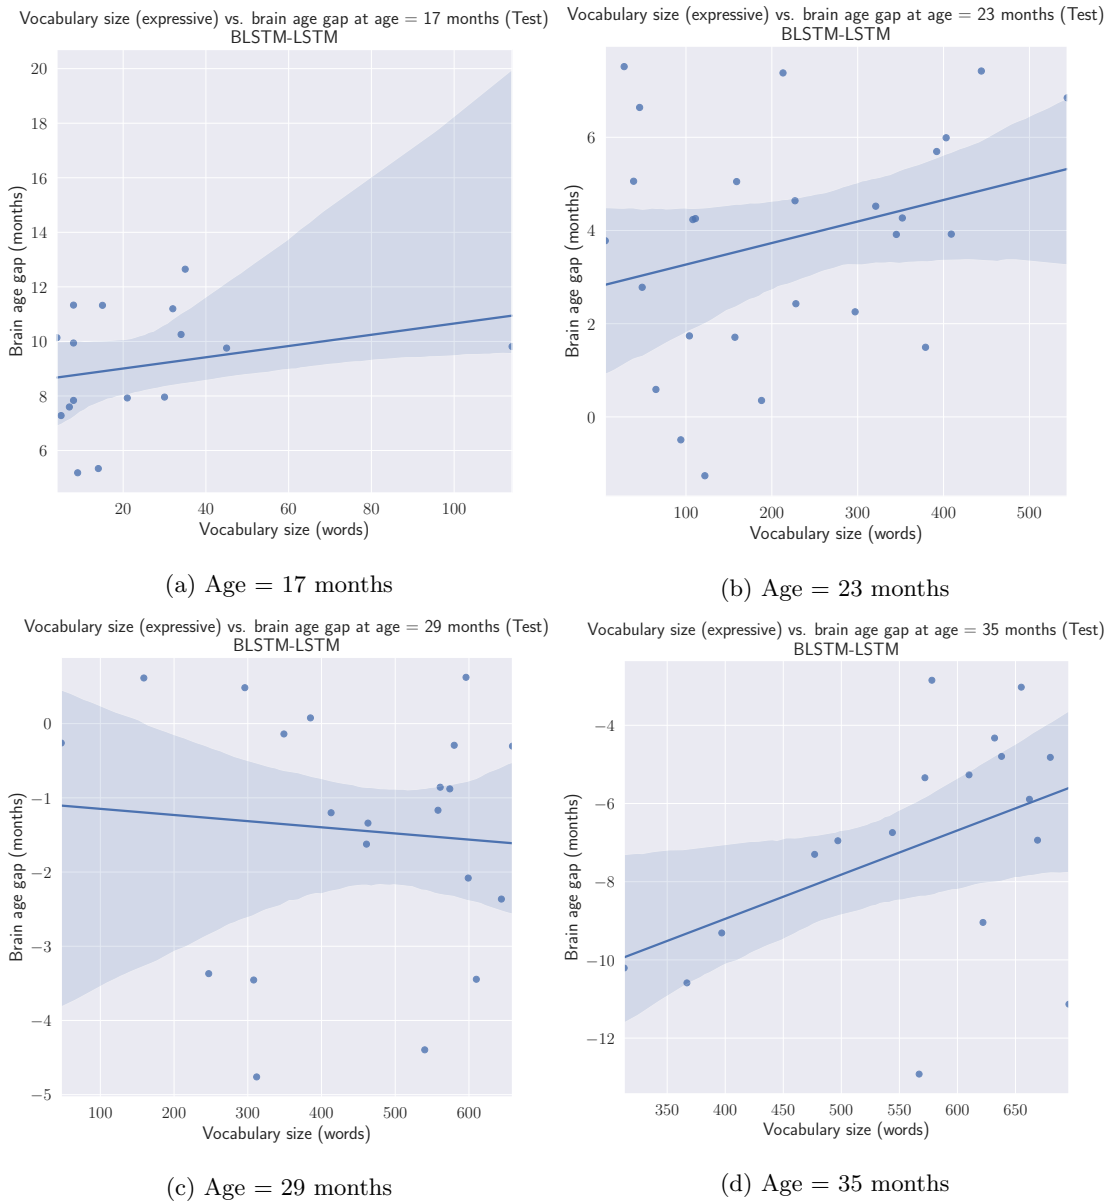 Vocabulary size (expressive) vs. brain age gap at age = 17 months (Test)
BLSTM-LSTM
20
18
16
14
12
10
8
6
Brain age gap (months)
20
40
60
80
100
Vocabulary size (words)
(a) Age = 17 months
Vocabulary size (expressive) vs. brain age gap at age = 23 months (Test)
BLSTM-LSTM
6
4
2
0
Brain age gap (months)
100
200
300
400
500
Vocabulary size (words)
(b) Age = 23 months
Vocabulary size (expressive) vs. brain age gap at age = 29 months (Test)
BLSTM-LSTM
0
−1
−2
−3
−4
−5
Brain age gap (months)
100
200
300
400
500
600
Vocabulary size (words)
(c) Age = 29 months
Vocabulary size (expressive) vs. brain age gap at age = 35 months (Test)
BLSTM-LSTM
−4
−6
−8
−10
−12
Brain age gap (months)
350
400
450
500
550
600
650
Vocabulary size (words)
(d) Age = 35 months